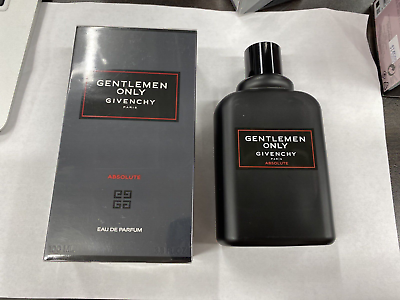 GENTLEMEN
ONLY
GIVENCHY
PARIS
ABSOLUTE
EAU DE PARFUM
GENTLEMEN
ONLY
GIVENCHY
PARIS
ABSOLUTE